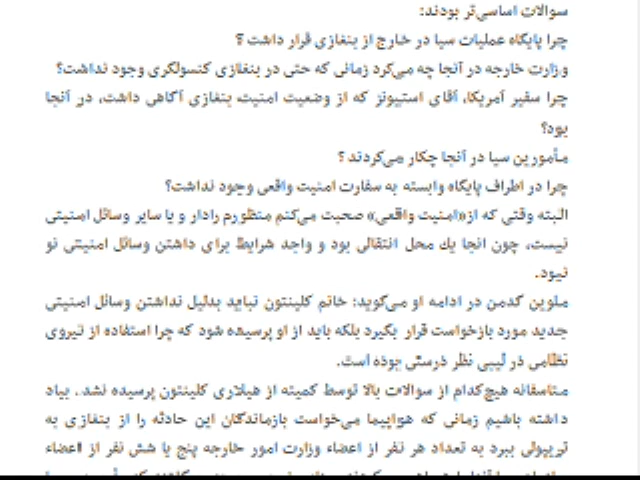 سوالات اساسی‌تر بودند:
چرا پایگاه عملیات سیا در خارج از بنغازی قرار داشت ؟
وزارت خارجه در آنجا چه می‌کرد زمانی که حتی در بنغازی کنسولگری وجود نداشت؟
چرا سفیر آمریکا، آقای استیونز که از وضعیت امنیت بنغازی آگاهی داشت، در آنجا
بود؟
مأمورین سیا در آنجا چکار می‌کردند ؟
چرا در اطراف پایگاه وابسته به سفارت امنیت واقعی وجود نداشت؟
البته وقتی که از«امنیت واقعی» صحبت می‌کنم منظورم رادار و یا سایر وسائل امنیتی
نیست، چون انجا یك محل انتقالی بود و واجد شرایط برای داشتن وسائل امنیتی نو
نبود.
ملوین گدمن در ادامه او می‌گوید: خانم کلینتون نباید بدلیل نداشتن وسائل امنیتی
جدید مورد بازخواست قرار بگیرد بلکه باید از او پرسیده شود که چرا استفاده از نیروی
نظامی در لیبی نظر درستی بوده است.
متاسفانه هیچ‌کدام از سوالات بالا توسط کمیته از هیلاری کلینتون پرسیده نشد.. بیاد
داشته باشیم زمانی که هواپیما می‌خواست بازماندگان این حادثه را از بنغازی به
تریپولی ببرد به تعداد هر نفر از اعضاء وزارت امور خارجه پنج یا شش نفر از اعضاء